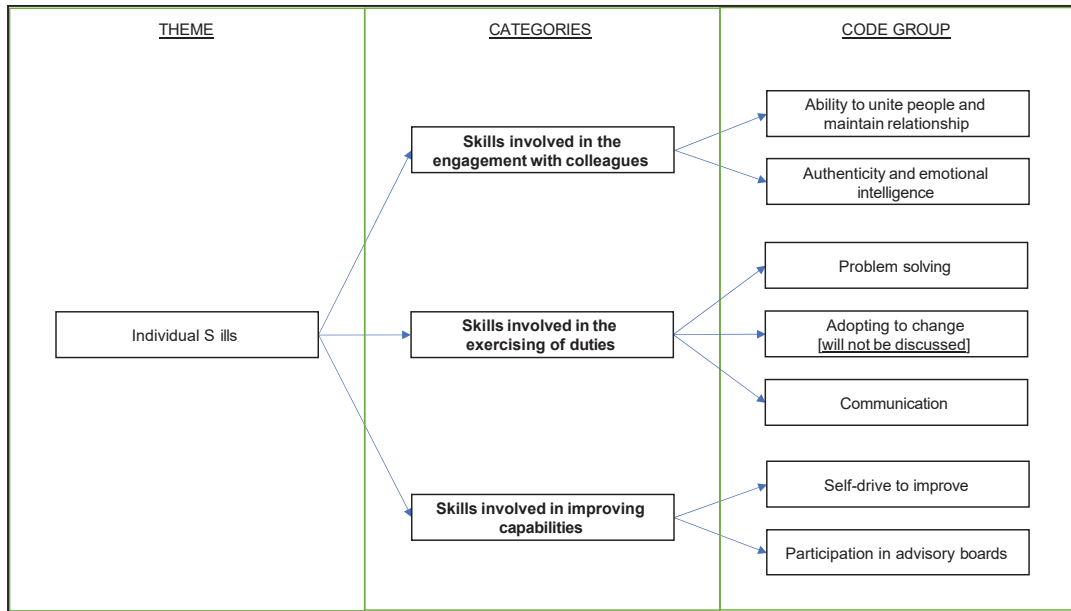 THEME
CATEGORIES
CODE GROUP
Individual S ills
Skills involved in the
engagement with colleagues
Skills involved in the
exercising of duties
Skills involved in improving
capabilities
Ability to unite people and
maintain relationship
Authenticity and emotional
intelligence
Problem solving
Adopting to change
[will not be discussed]
Communication
Self-drive to improve
Participation in advisory boards